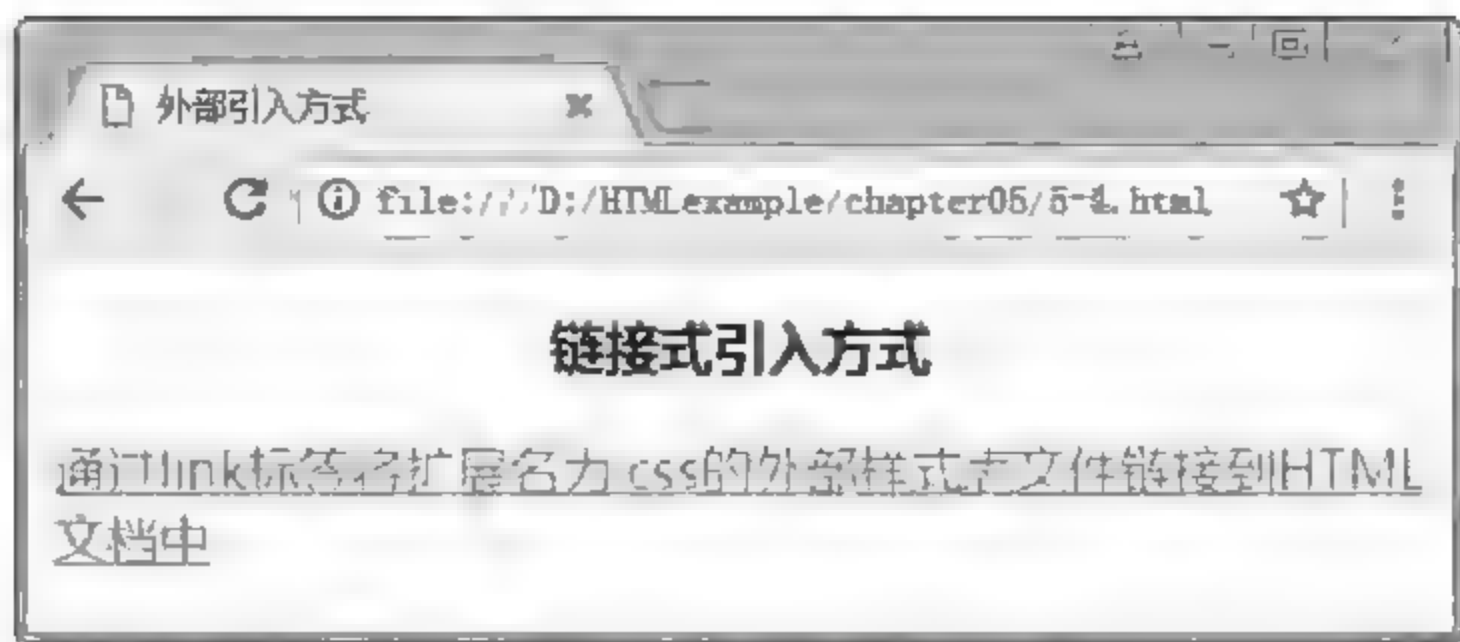 外部引入方式
file:///D:/HTMLexample/chapter05/5-4.html
链接式引入方式
通过link标签将扩展名为.css的外部样式表文件链接到HTML
文档中